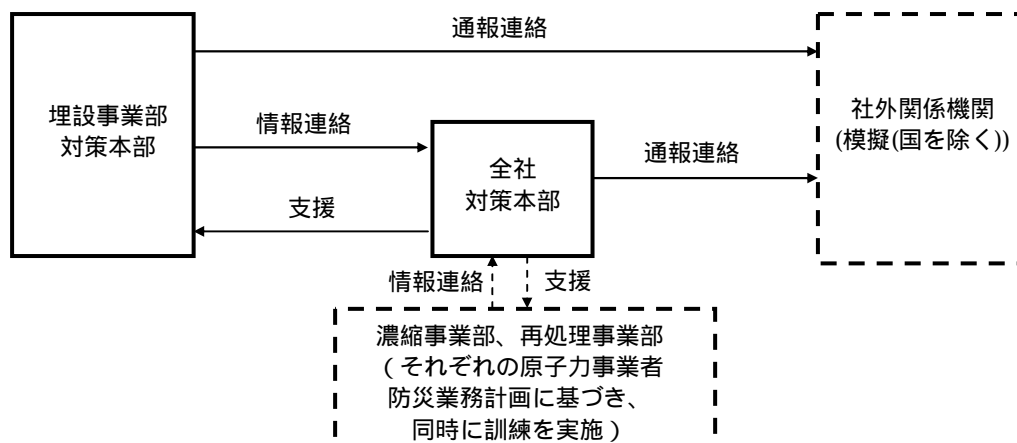 通報連絡
埋設事業部
対策本部
社外関係機関
(模擬(国を除く))
情報連絡
全社
対策本部
通報連絡
支援
情報連絡
支援
濃縮事業部、再処理事業部
（それぞれの原子力事業者
防災業務計画に基づき、
同時に訓練を実施）